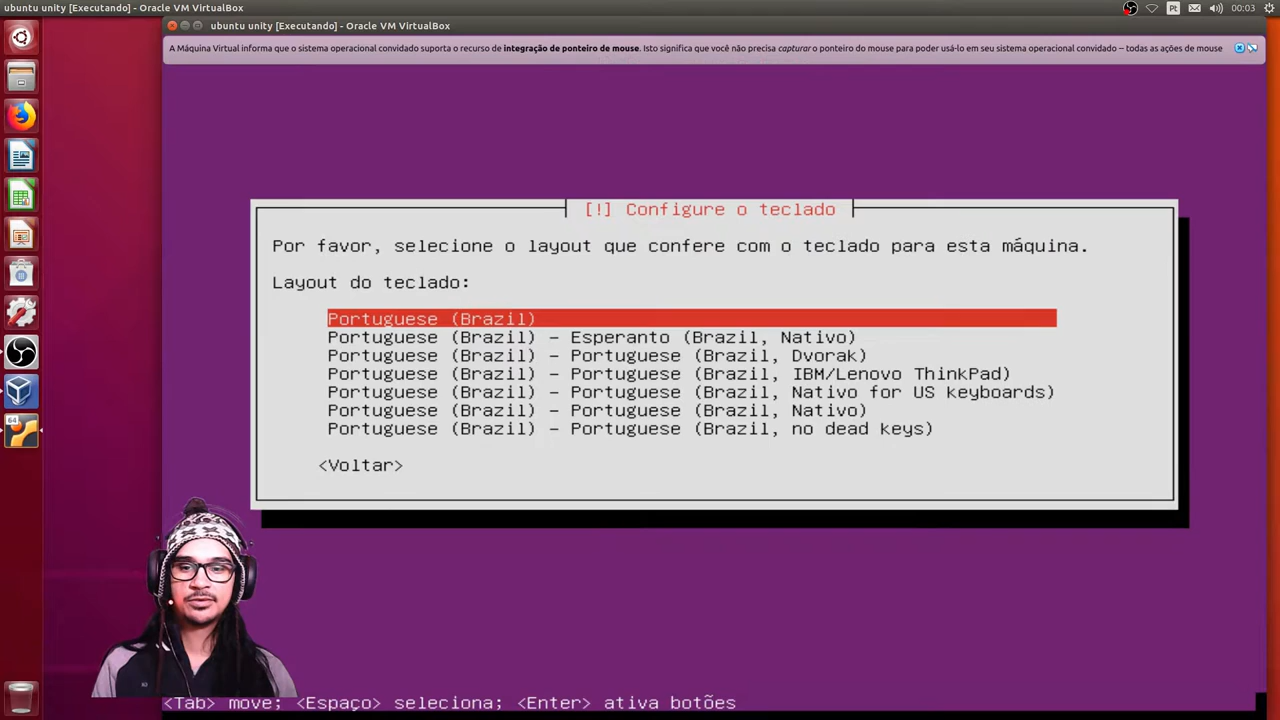 ubuntu unity [Executando] - Oracle VM VirtualBox
Pt
00:03
ubuntu unity [Executando] - Oracle VM VirtualBox
A Máquina Virtual informa que o sistema operacional convidado suporta o recurso de integração de ponteiro de mouse. Isto significa que você não precisa capturar o ponteiro do mouse para poder usá-lo em seu sistema operacional convidado -- todas as ações de mouse
[!] Configure o teclado
Por favor, selecione o layout que confere com o teclado para esta máquina.
Layout do teclado:
Portuguese (Brazil)
Portuguese (Brazil) - Esperanto (Brazil, Nativo)
Portuguese (Brazil) - Portuguese (Brazil, Dvorak)
Portuguese (Brazil) - Portuguese (Brazil, IBM/Lenovo ThinkPad)
Portuguese (Brazil) - Portuguese (Brazil, Nativo for US keyboards)
Portuguese (Brazil) - Portuguese (Brazil, Nativo)
Portuguese (Brazil) - Portuguese (Brazil, no dead keys)
<Voltar>
64
<Tab> move; <Espaço> seleciona; <Enter> ativa botões